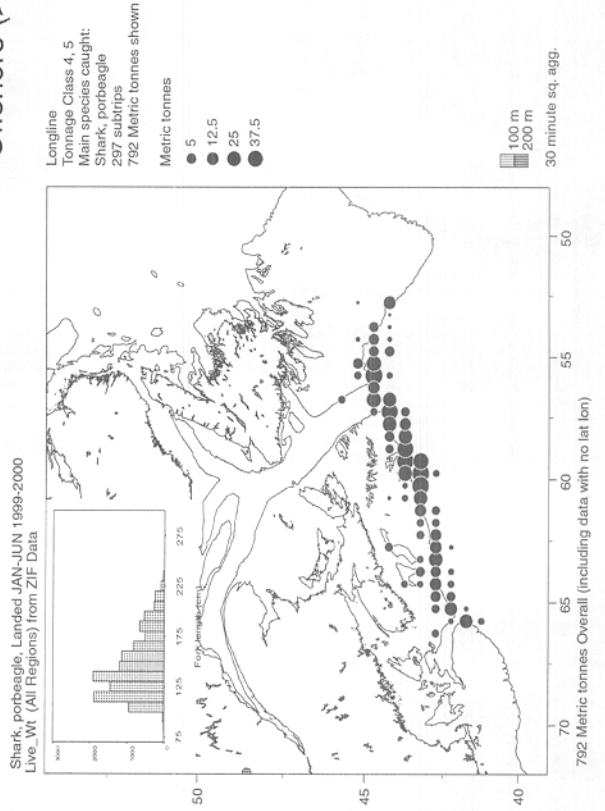 Shark, porbeagle, Landed JAN-JUN 1999-2000
Live_Wt (All Regions) from ZIF Data
Longline
Tonnage Class 4, 5
Main species caught:
Shark, porbeagle
297 subtrips
792 Metric tonnes shown
Metric tonnes
5
12.5
25
37.5
3000
2000
1000
75
125
175
225
275
Fork length (cm)
50
45
40
70
65
60
55
50
100 m
200 m
30 minute sq. agg.
792 Metric tonnes Overall (including data with no lat lon)